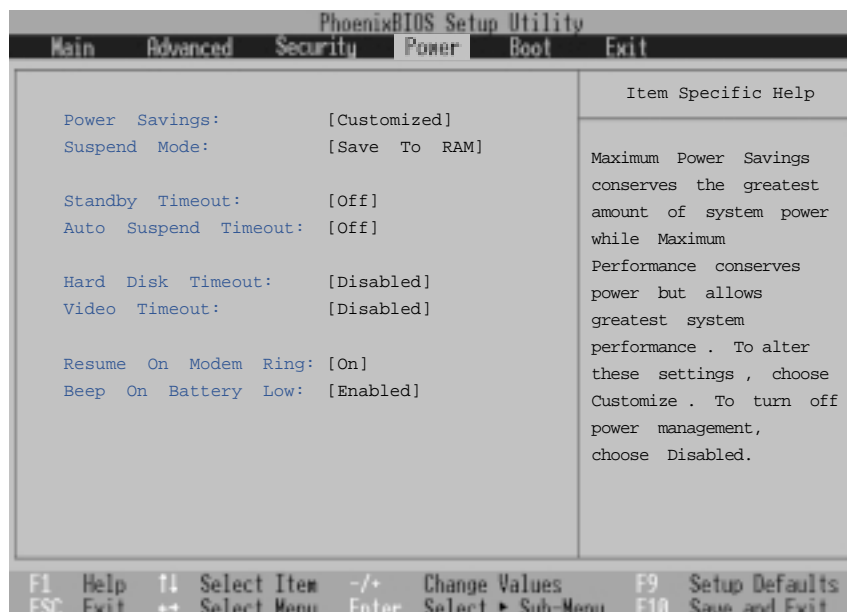 PhoenixBIOS Setup Utility
Main Advanced Security Power Boot Exit
Power Savings: [Customized]
Suspend Mode: [Save To RAM]
Standby Timeout: [Off]
Auto Suspend Timeout: [Off]
Hard Disk Timeout: [Disabled]
Video Timeout: [Disabled]
Resume On Modem Ring: [On]
Beep On Battery Low: [Enabled]
Item Specific Help
Maximum Power Savings
conserves the greatest
amount of system power
while Maximum
Performance conserves
power but allows
greatest system
performance . To alter
these settings , choose
Customize . To turn off
power management,
choose Disabled.
F1 Help ↑↓ Select Item -/+ Change Values F9 Setup Defaults
ESC Exit ←→ Select Menu Enter Select ▸ Sub-Menu F10 Save and Exit